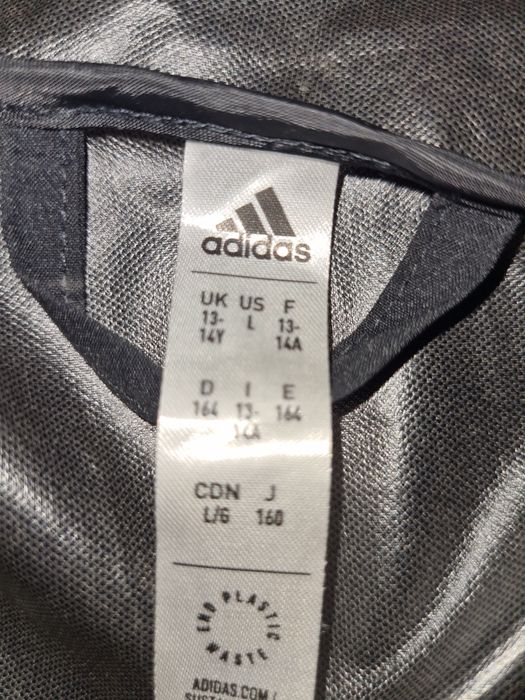 adidas
UK US F
13- L 13-
14Y 14A
D I E
164 13- 164
14A
CDN J
L/G 160
END PLASTIC WASTE
ADIDAS.COM/